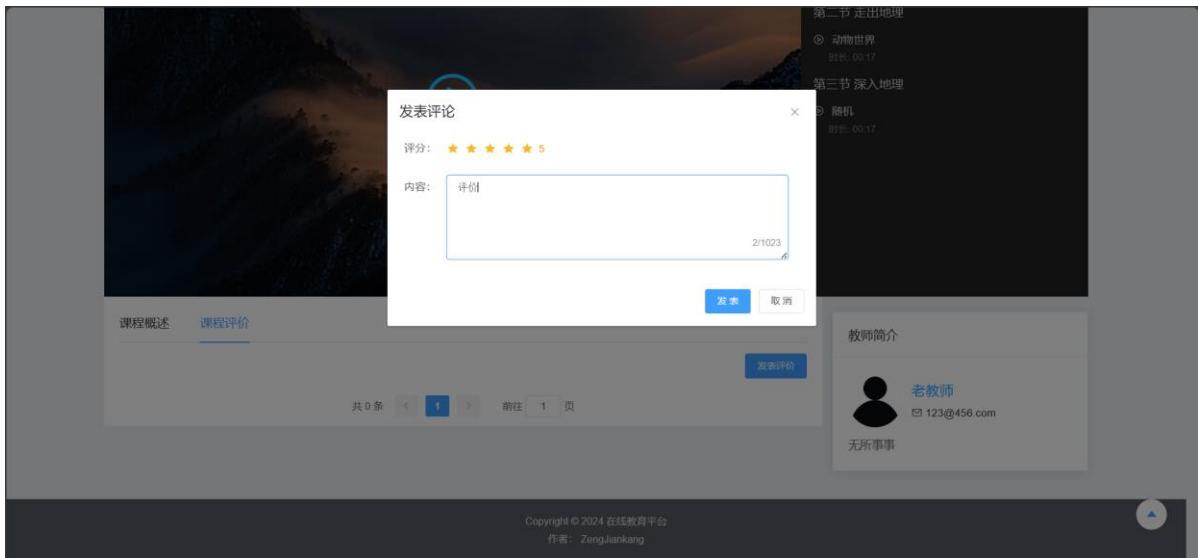 第二节 走出地理
动物世界
时长: 00:17
第三节 深入地理
随机
时长: 00:17
发表评论
评分: 5
内容: 评价
2/1023
发表 取消
课程概述 课程评价
发表评价
共 0 条 1 前往 1 页
教师简介
老教师
123@456.com
无所事事
Copyright © 2024 在线教育平台
作者: ZengJiankang